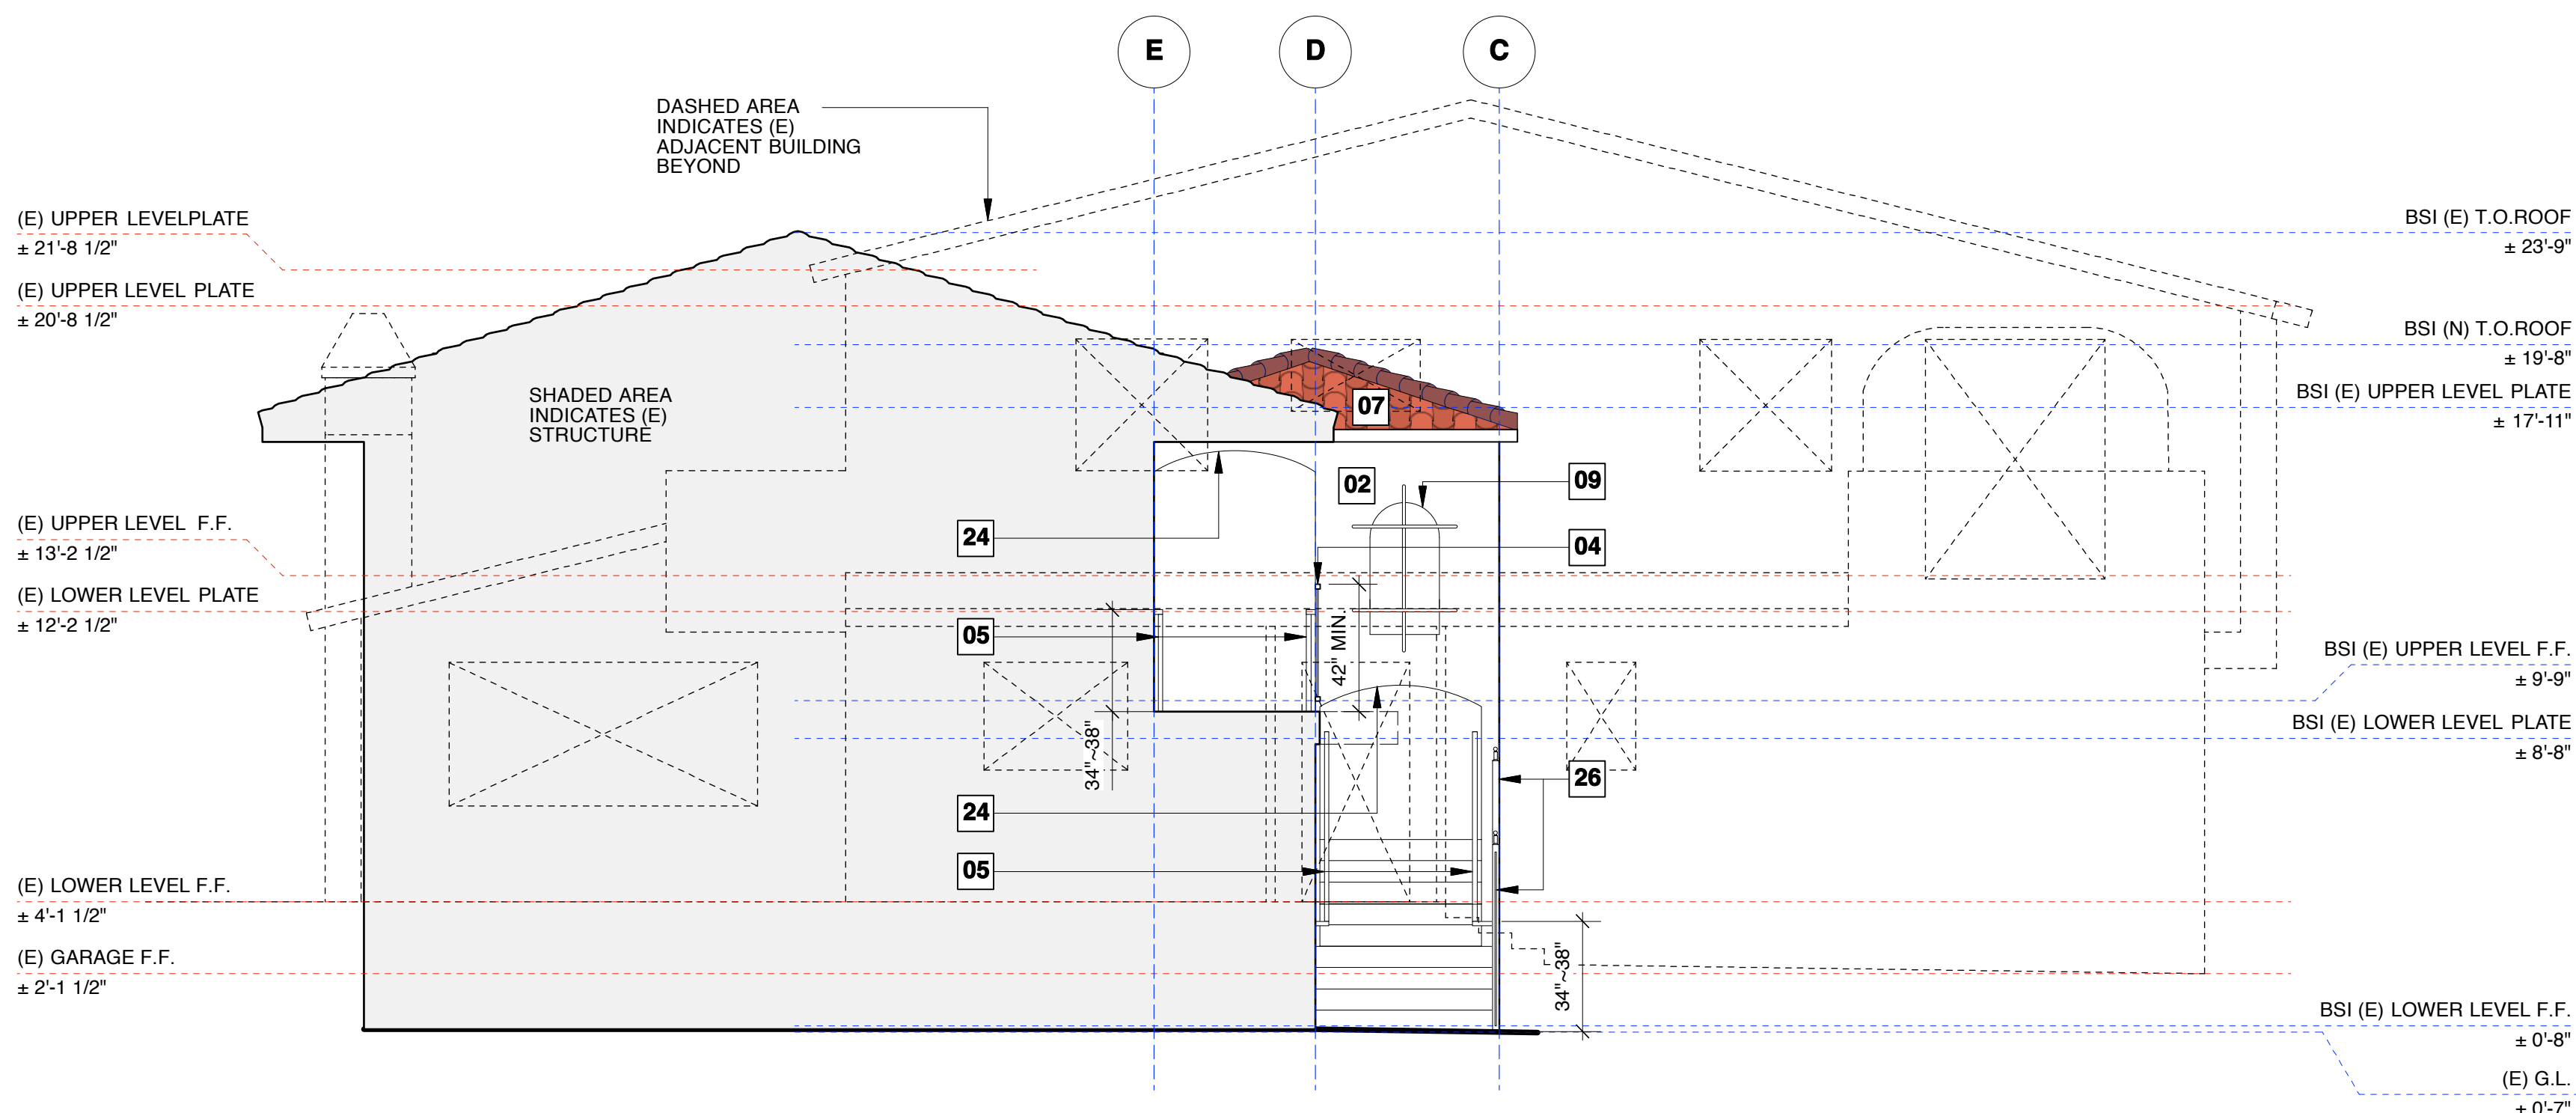 E
D
C
DASHED AREA
INDICATES (E)
ADJACENT BUILDING
BEYOND
(E) UPPER LEVELPLATE
± 21'-8 1/2"
(E) UPPER LEVEL PLATE
± 20'-8 1/2"
(E) UPPER LEVEL F.F.
± 13'-2 1/2"
(E) LOWER LEVEL PLATE
± 12'-2 1/2"
(E) LOWER LEVEL F.F.
± 4'-1 1/2"
(E) GARAGE F.F.
± 2'-1 1/2"
SHADED AREA
INDICATES (E)
STRUCTURE
07
02
09
24
04
05
42" MIN.
34"~38"
24
26
05
34"~38"
BSI (E) T.O.ROOF
± 23'-9"
BSI (N) T.O.ROOF
± 19'-8"
BSI (E) UPPER LEVEL PLATE
± 17'-11"
BSI (E) UPPER LEVEL F.F.
± 9'-9"
BSI (E) LOWER LEVEL PLATE
± 8'-8"
BSI (E) LOWER LEVEL F.F.
± 0'-8"
(E) G.L.
± 0'-7"